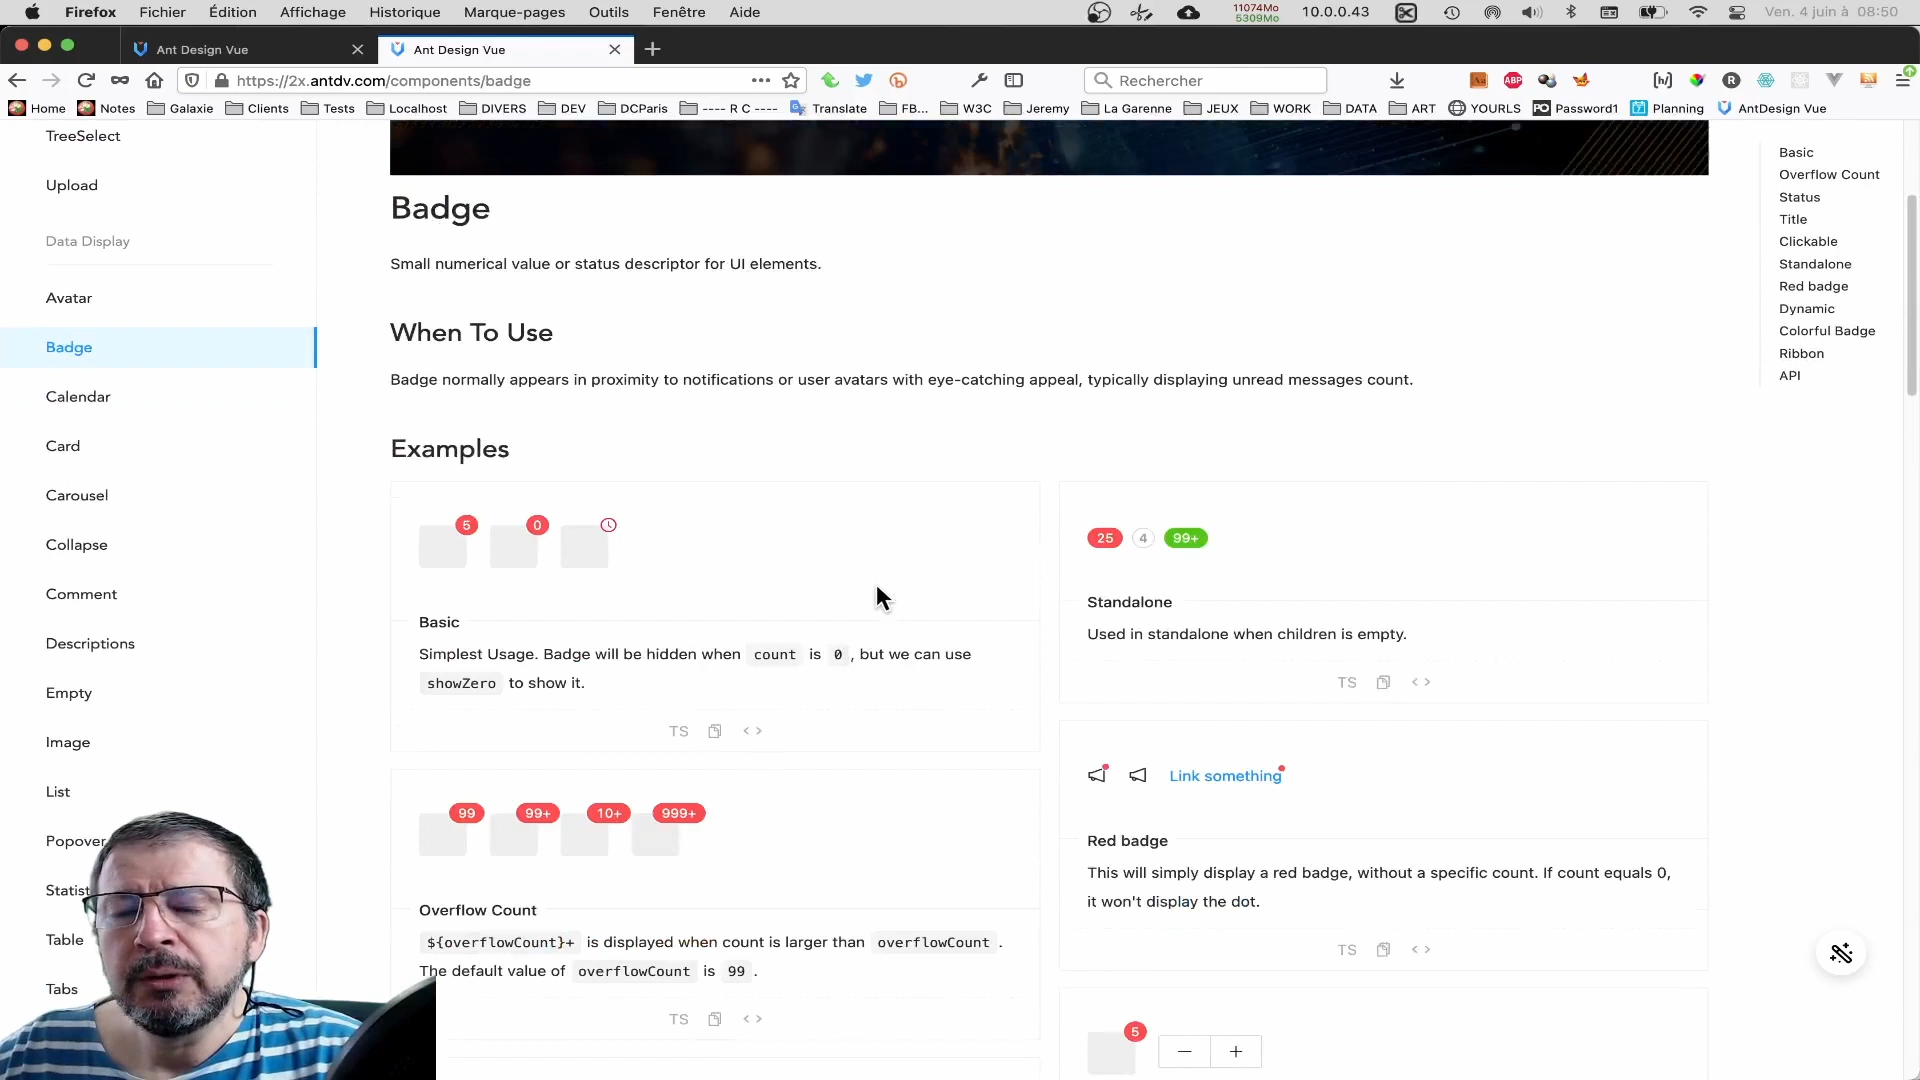 Firefox Fichier Édition Affichage Historique Marque-pages Outils Fenêtre Aide 11074Mo 5309Mo 10.0.0.43 Ven. 4 juin à 08:50
Ant Design Vue
Ant Design Vue
https://2x.antdv.com/components/badge
Rechercher
Home Notes Galaxie Clients Tests Localhost DIVERS DEV DCParis ---- R C ---- Translate FB... W3C Jeremy La Garenne JEUX WORK DATA ART YOURLS Password1 Planning AntDesign Vue
TreeSelect
Upload
Data Display
Avatar
Badge
Calendar
Card
Carousel
Collapse
Comment
Descriptions
Empty
Image
List
Popover
Statist
Table
Tabs
Badge
Small numerical value or status descriptor for UI elements.
When To Use
Badge normally appears in proximity to notifications or user avatars with eye-catching appeal, typically displaying unread messages count.
Examples
5 0
Basic
Simplest Usage. Badge will be hidden when count is 0, but we can use
showZero to show it.
TS < >
99 99+ 10+ 999+
Overflow Count
${overflowCount}+ is displayed when count is larger than overflowCount.
The default value of overflowCount is 99.
TS < >
25 4 99+
Standalone
Used in standalone when children is empty.
TS < >
Link something
Red badge
This will simply display a red badge, without a specific count. If count equals 0,
it won't display the dot.
TS < >
5
− +
Basic
Overflow Count
Status
Title
Clickable
Standalone
Red badge
Dynamic
Colorful Badge
Ribbon
API